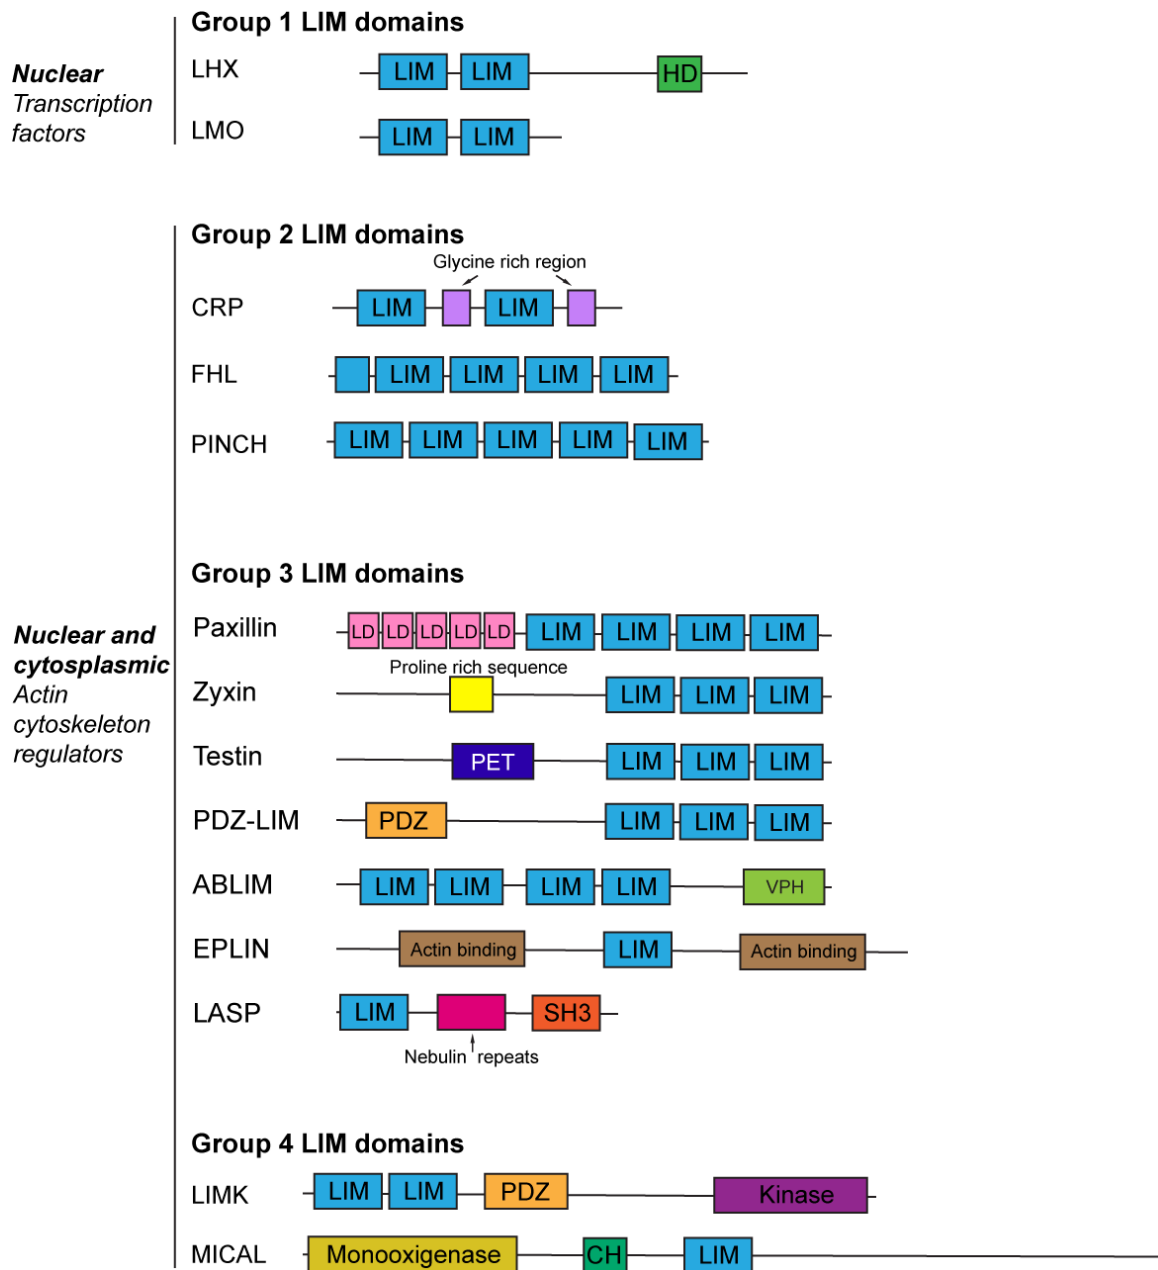 Group 1 LIM domains
Nuclear
Transcription
factors
LHX LIM LIM HD
LMO LIM LIM
Group 2 LIM domains
Glycine rich region
CRP LIM LIM
FHL LIM LIM LIM LIM
PINCH LIM LIM LIM LIM LIM
Nuclear and
cytosplasmic
Actin
cytoskeleton
regulators
Group 3 LIM domains
Paxillin LD LD LD LD LD LIM LIM LIM LIM
Proline rich sequence
Zyxin LIM LIM LIM
Testin PET LIM LIM LIM
PDZ-LIM PDZ LIM LIM LIM
ABLIM LIM LIM LIM LIM VPH
EPLIN Actin binding LIM Actin binding
LASP LIM SH3
Nebulin repeats
Group 4 LIM domains
LIMK LIM LIM PDZ Kinase
MICAL Monooxigenase CH LIM